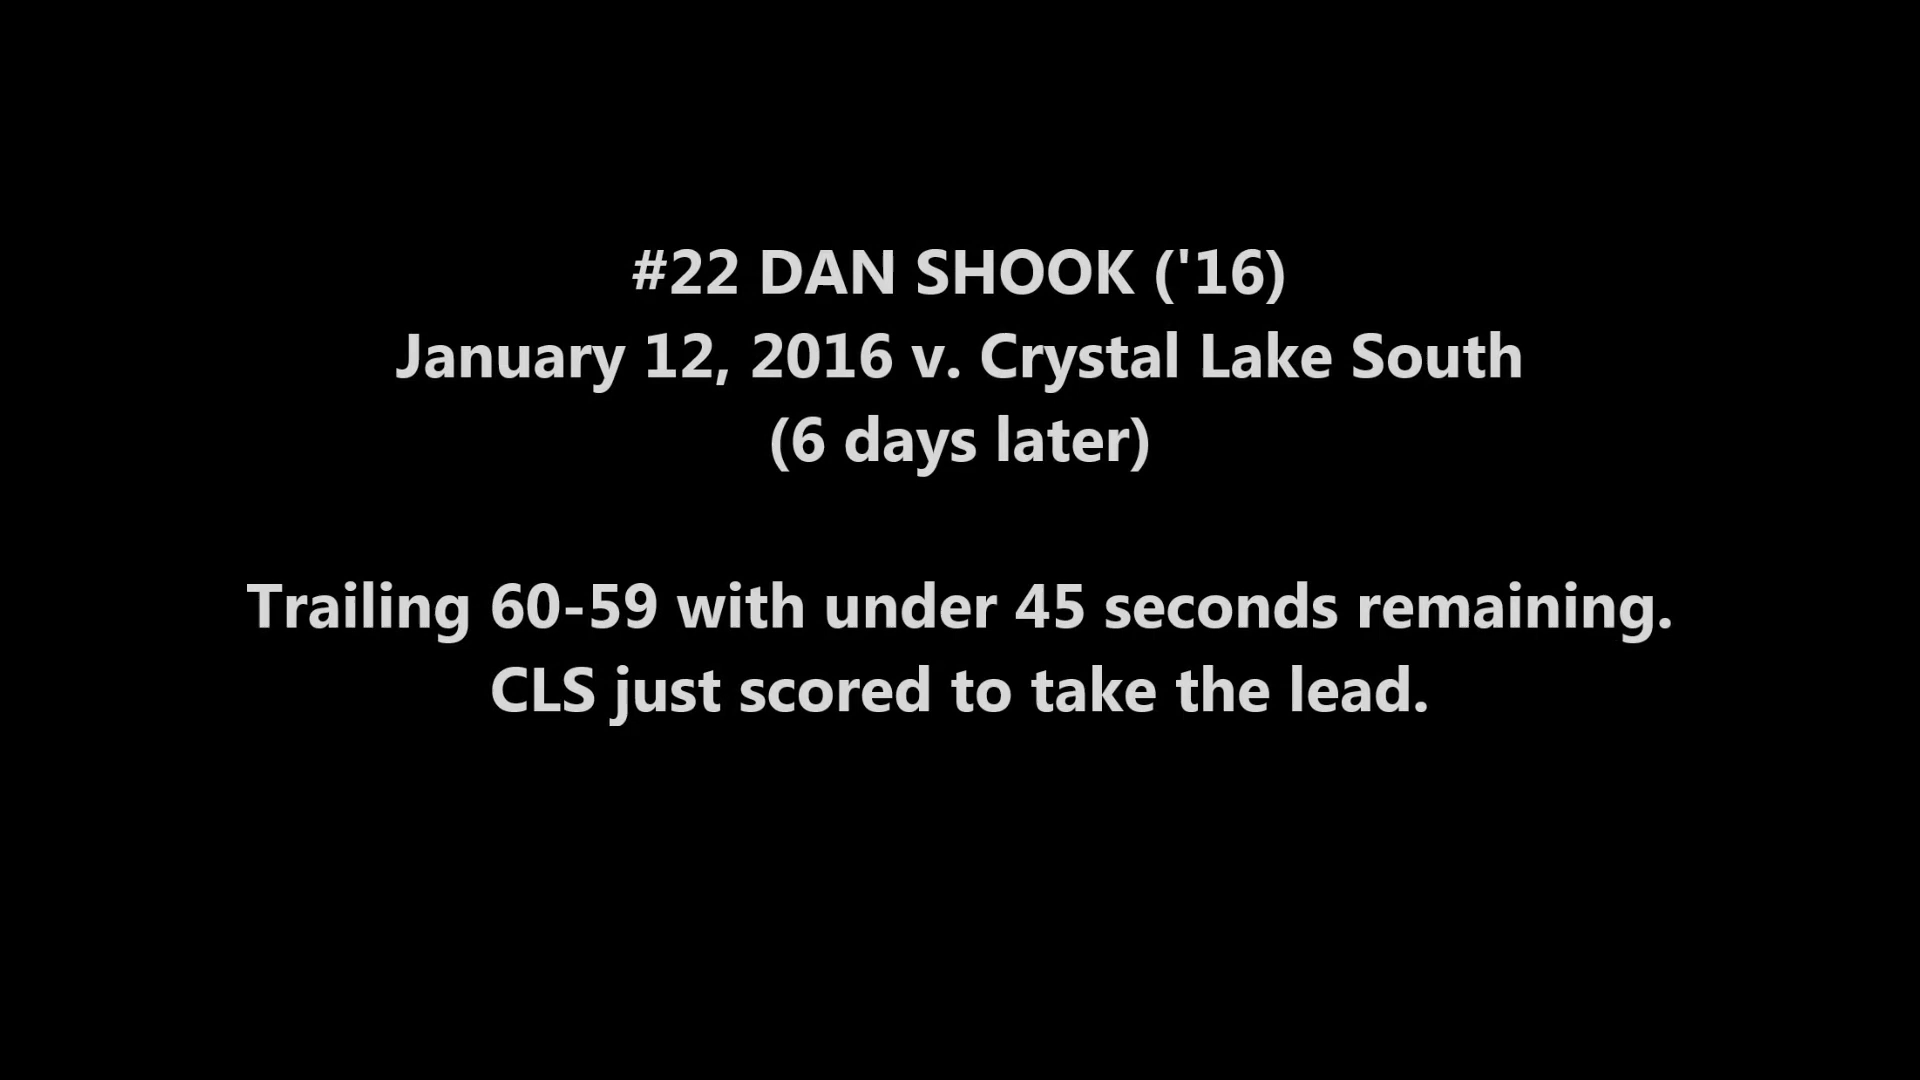 #22 DAN SHOOK ('16)
January 12, 2016 v. Crystal Lake South
(6 days later)
Trailing 60-59 with under 45 seconds remaining.
CLS just scored to take the lead.